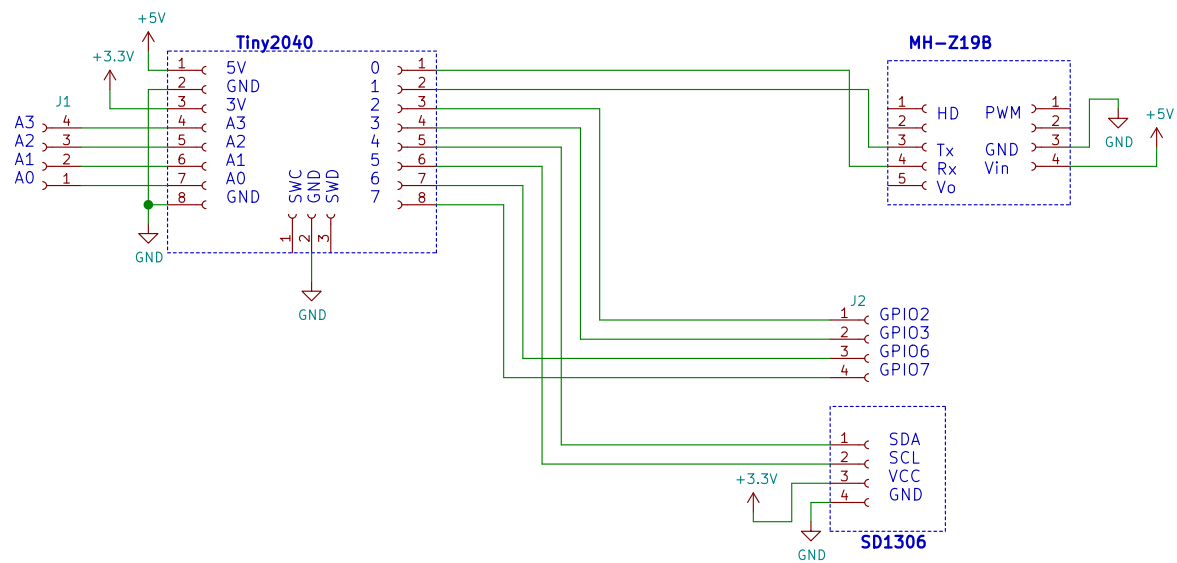 +5V
Tiny2040
MH-Z19B
+3.3V
1 5V 0 1
2 GND 1 2
J1 3 3V 2 3
A3 4 4 A3 3 4
A2 3 5 A2 4 5
A1 2 6 A1 5 6
A0 1 7 A0 6 7
8 GND 7 8
SWC GND SWD
1 2 3
GND
GND
1 HD PWM 1
2 2
3 Tx GND 3
4 Rx Vin 4
5 Vo
GND
+5V
J2
1 GPIO2
2 GPIO3
3 GPIO6
4 GPIO7
1 SDA
2 SCL
3 VCC
4 GND
+3.3V
GND
SD1306